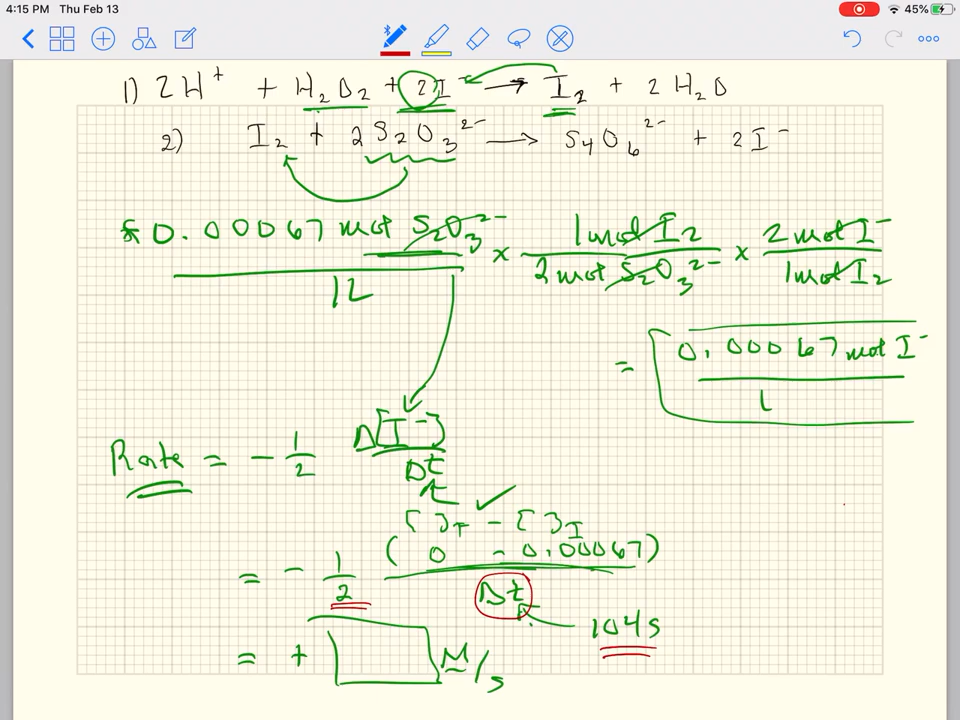 4:15 PM Thu Feb 13 45%
1) 2H⁺ + H₂O₂ + 2I⁻ → I₂ + 2H₂O
2) I₂ + 2S₂O₃²⁻ → S₄O₆²⁻ + 2I⁻
* 0.00067 mol S₂O₃²⁻ / 1L × 1 mol I₂ / 2 mol S₂O₃²⁻ × 2 mol I⁻ / 1 mol I₂
= 0.00067 mol I⁻ / L
Rate = - 1/2 Δ[I⁻] / Δt
[ ]F - [ ]I
= - 1/2 (0 - 0.00067) / Δt
104s
= + M/s